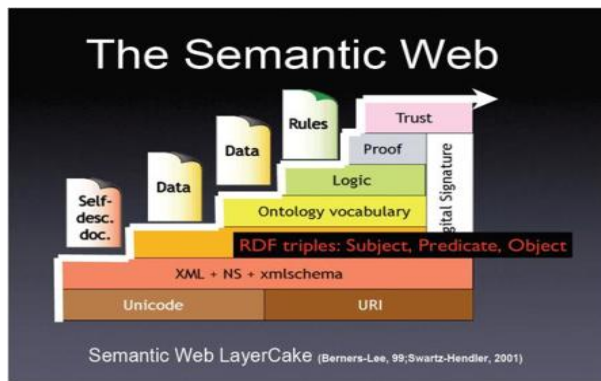 The Semantic Web
Rules
Trust
Data
Proof
Data
Logic
Self-
desc.
doc.
Ontology vocabulary
RDF triples: Subject, Predicate, Object
XML + NS + xmlschema
Unicode
URI
Signature
Semantic Web LayerCake (Berners-Lee, 99;Swartz-Hendler, 2001)